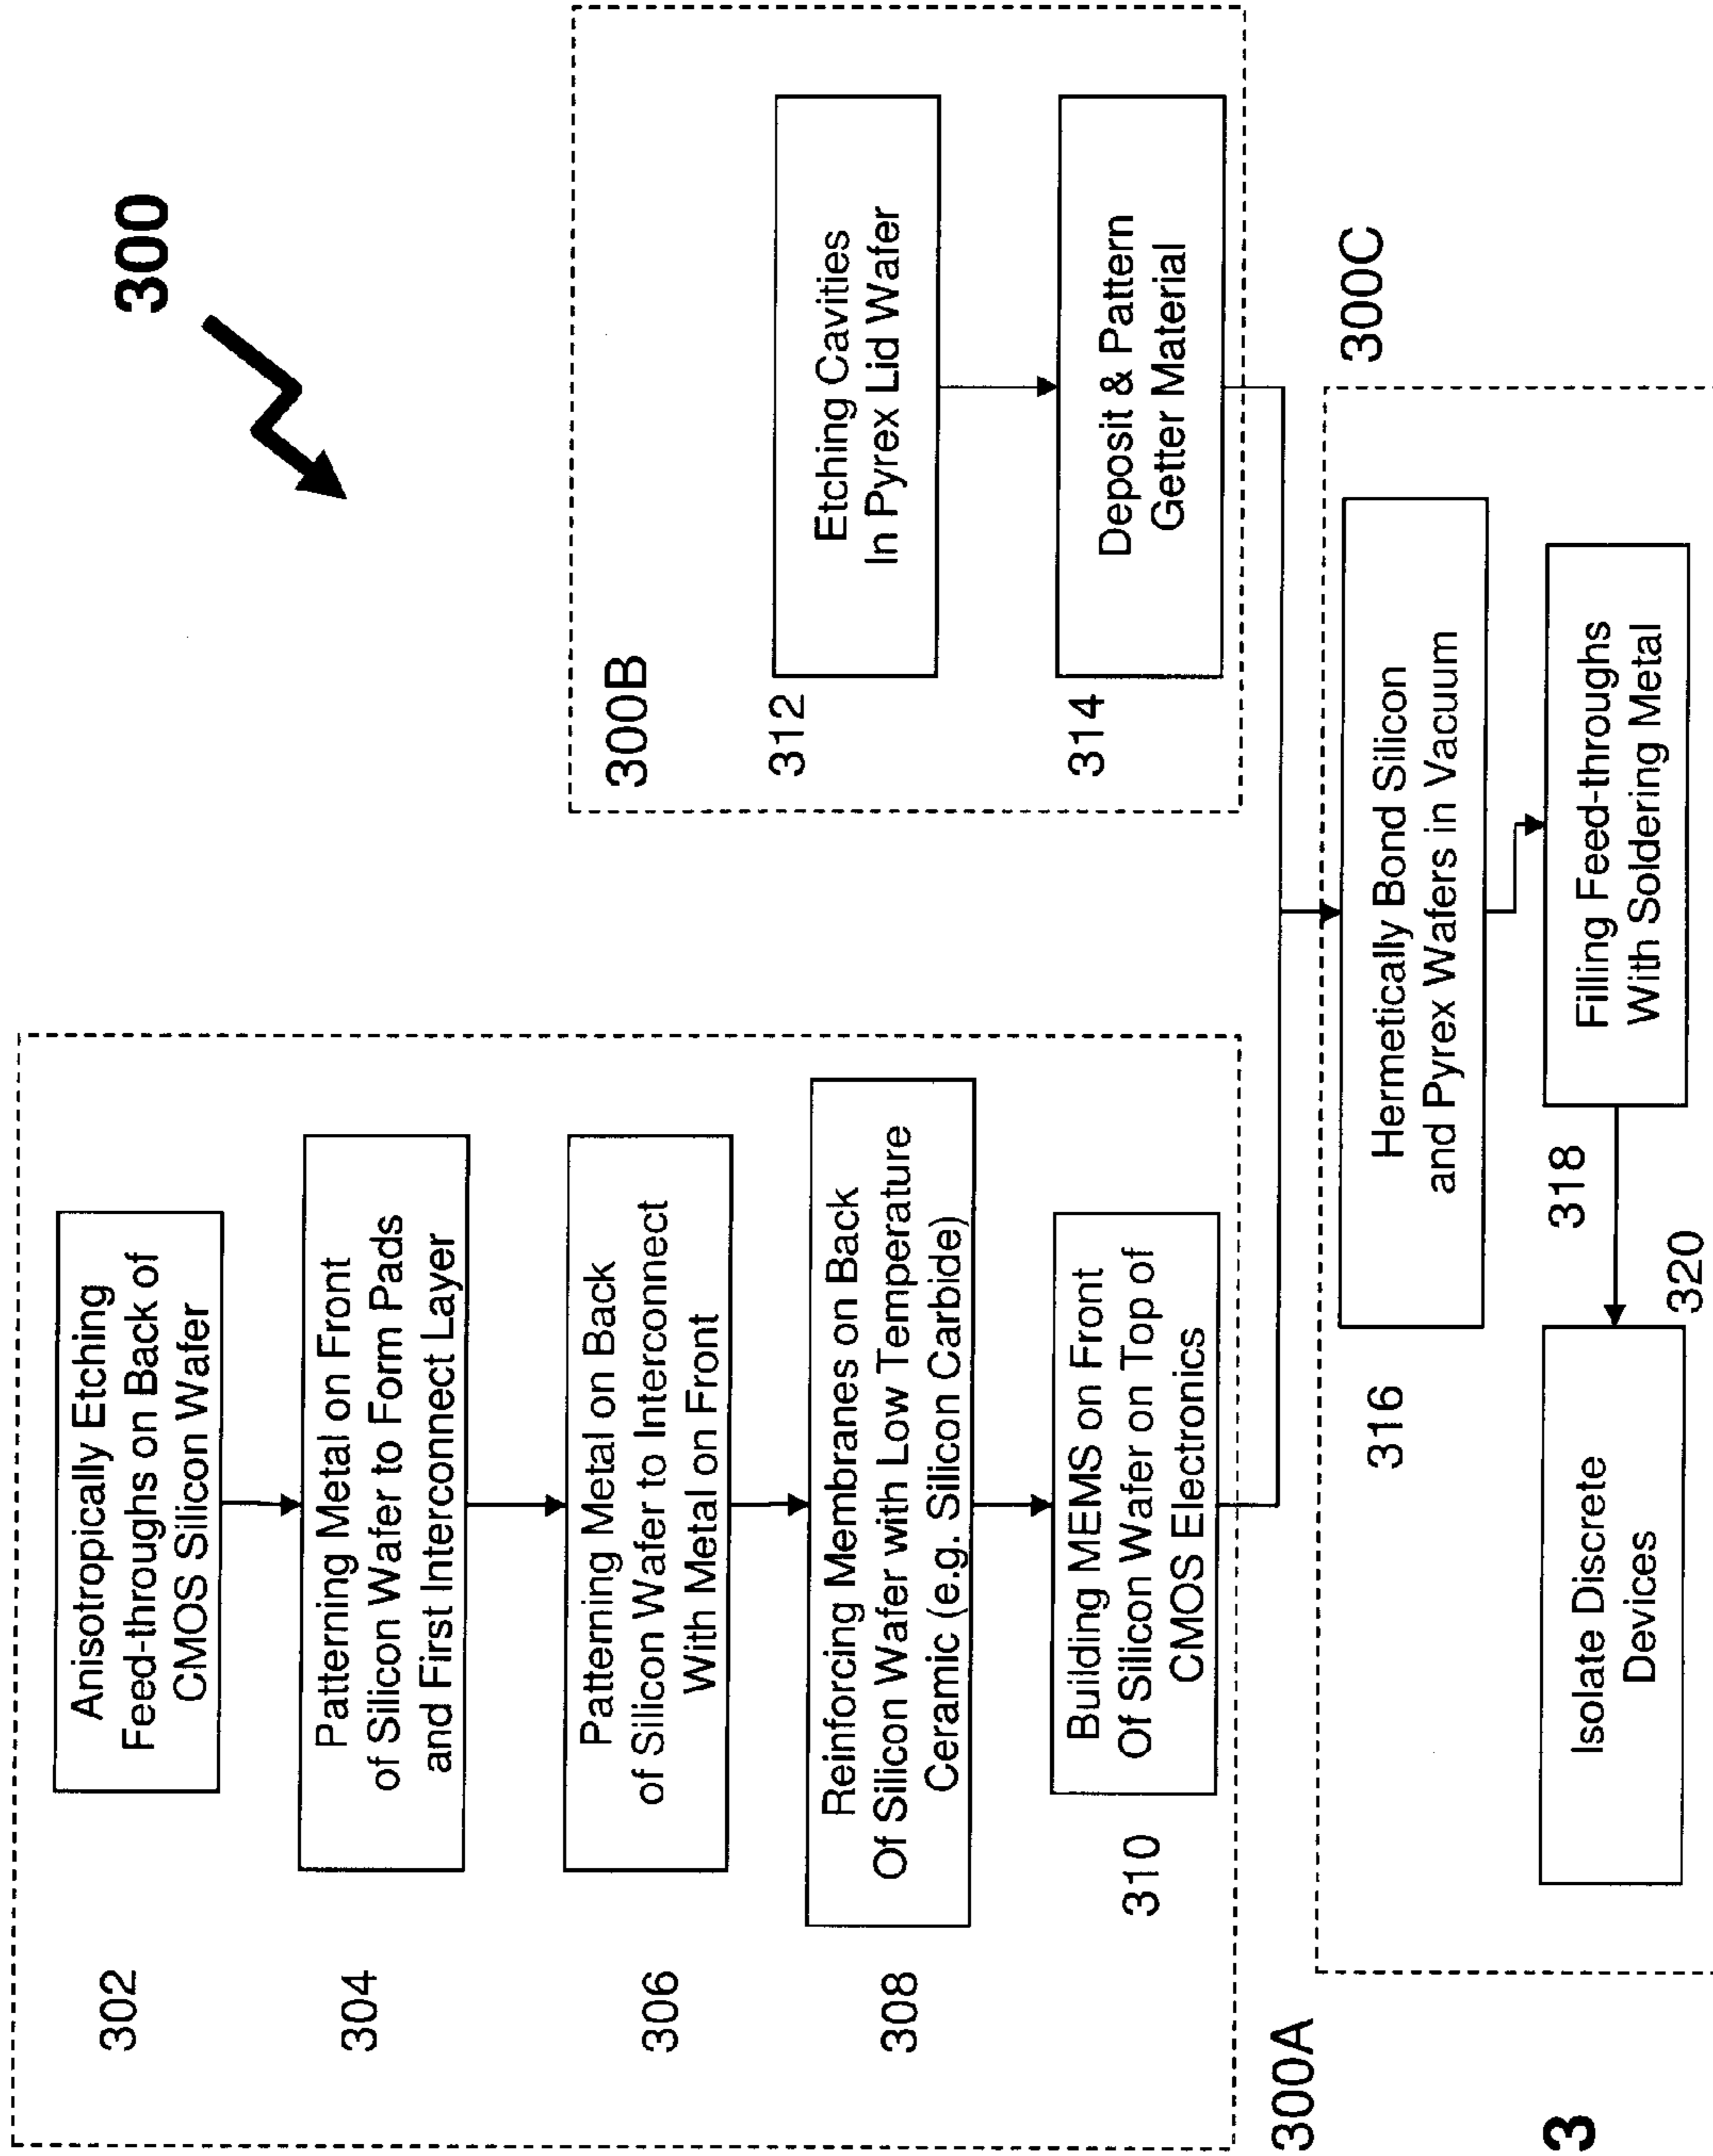 300
302
Anisotropically Etching
Feed-throughs on Back of
CMOS Silicon Wafer
304
Patterning Metal on Front
of Silicon Wafer to Form Pads
and First Interconnect Layer
306
Patterning Metal on Back
of Silicon Wafer to Interconnect
With Metal on Front
308
Reinforcing Membranes on Back
Of Silicon Wafer with Low Temperature
Ceramic (e.g. Silicon Carbide)
310
Building MEMS on Front
Of Silicon Wafer on Top of
CMOS Electronics
300A
300B
312
Etching Cavities
In Pyrex Lid Wafer
314
Deposit & Pattern
Getter Material
300C
316
Hermetically Bond Silicon
and Pyrex Wafers in Vacuum
318
Filling Feed-throughs
With Soldering Metal
320
Isolate Discrete
Devices
3